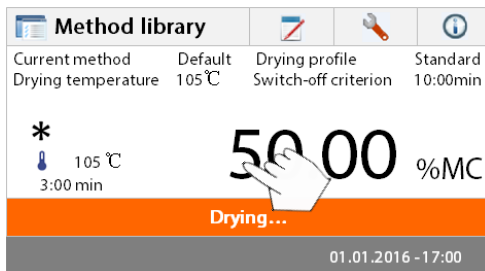 Method library
Current method Default Drying profile Standard
Drying temperature 105℃ Switch-off criterion 10:00min
*
105 ℃ 50.00 %MC
3:00 min
Drying...
01.01.2016 -17:00